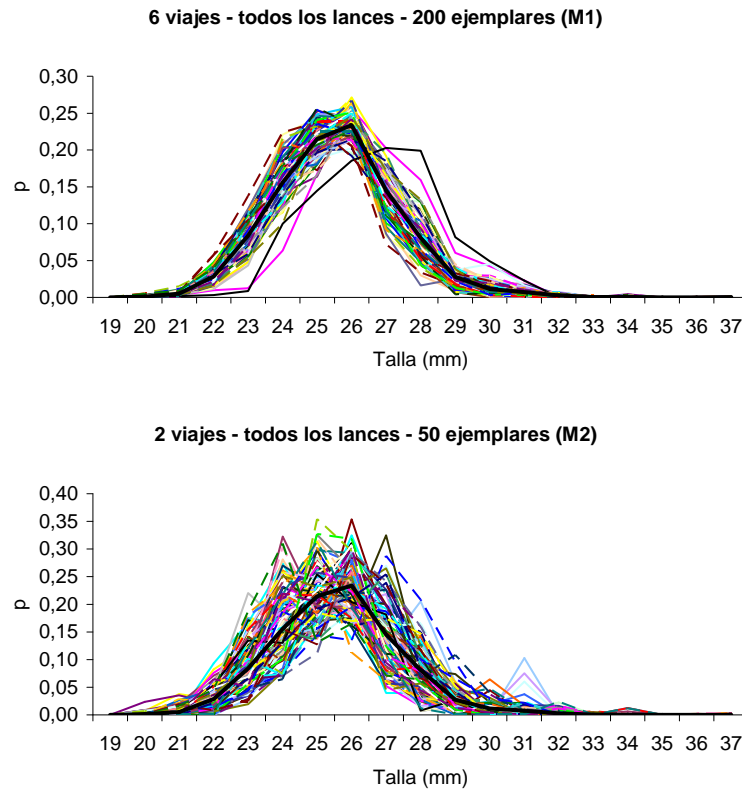 6 viajes - todos los lances - 200 ejemplares (M1)
0,30
0,25
0,20
0,15
0,10
0,05
0,00
p
19 20 21 22 23 24 25 26 27 28 29 30 31 32 33 34 35 36 37
Talla (mm)
2 viajes - todos los lances - 50 ejemplares (M2)
0,40
0,35
0,30
0,25
0,20
0,15
0,10
0,05
0,00
p
19 20 21 22 23 24 25 26 27 28 29 30 31 32 33 34 35 36 37
Talla (mm)